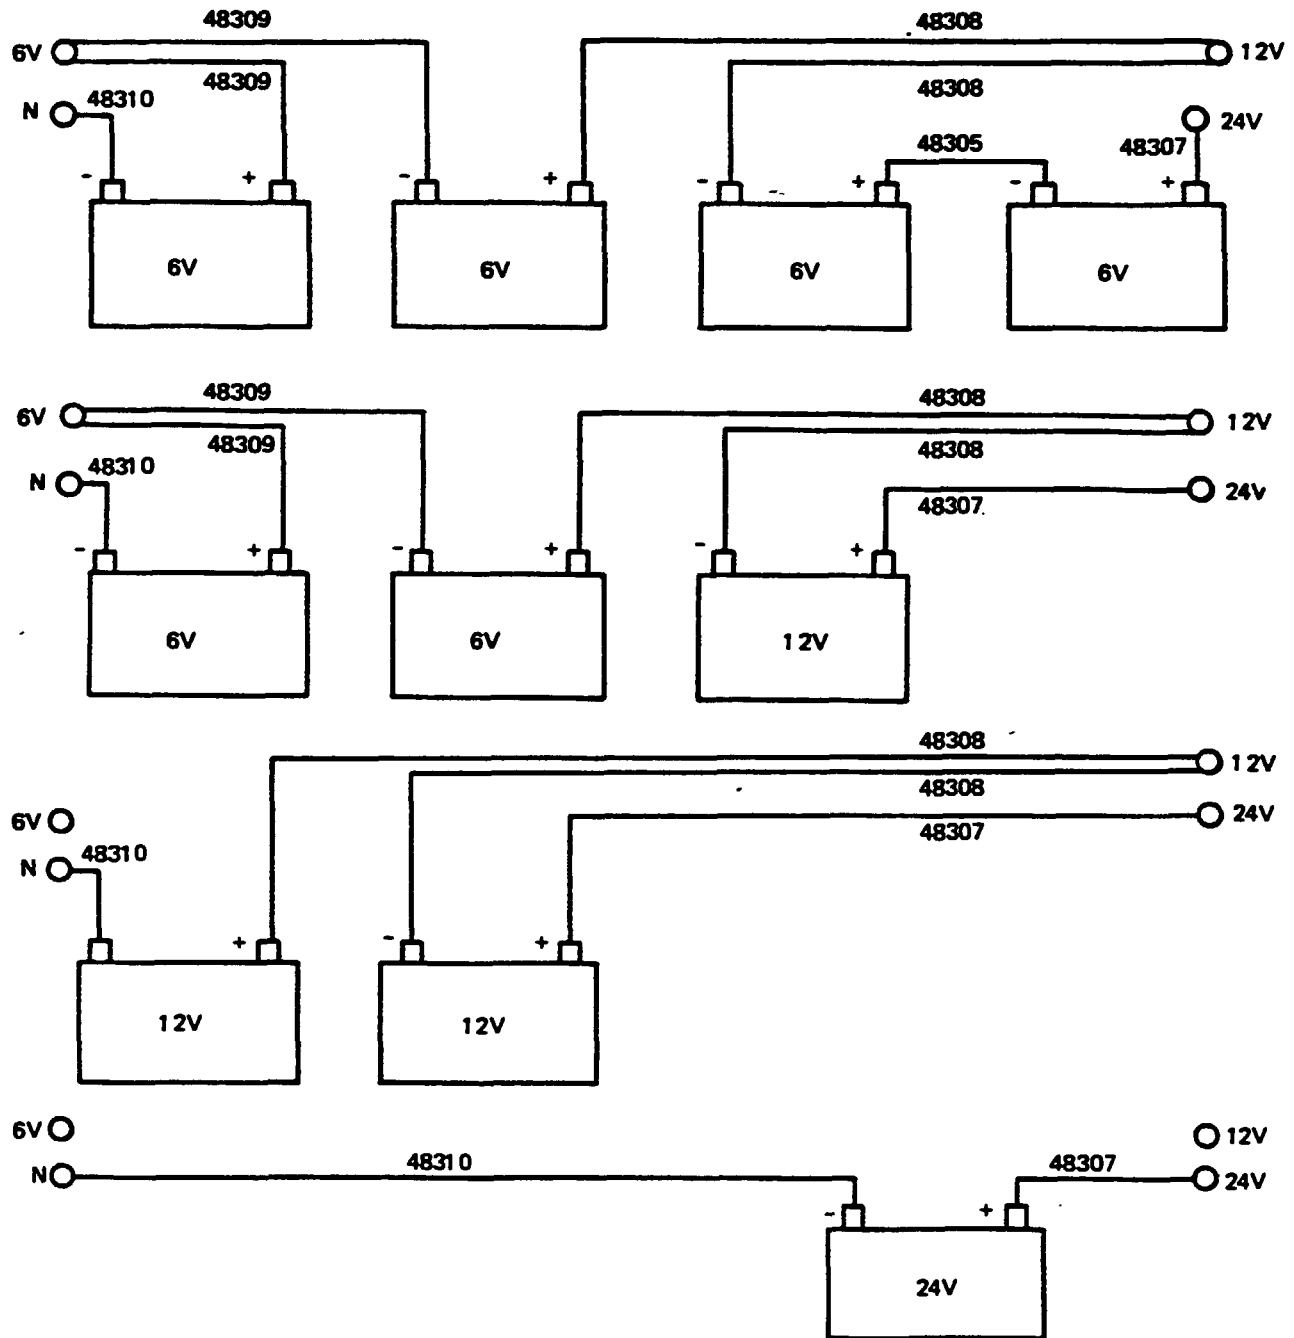 48309
48308
6V
12V
48309
48308
N
48310
24V
48305
48307
- + - + - + - +
6V
6V
6V
6V
48309
48308
6V
12V
48309
48308
N
48310
24V
48307
- + - + - +
6V
6V
12V
48308
12V
48308
6V
24V
48307
N
48310
+ - +
12V
12V
6V
12V
N
48310
48307
24V
- +
24V